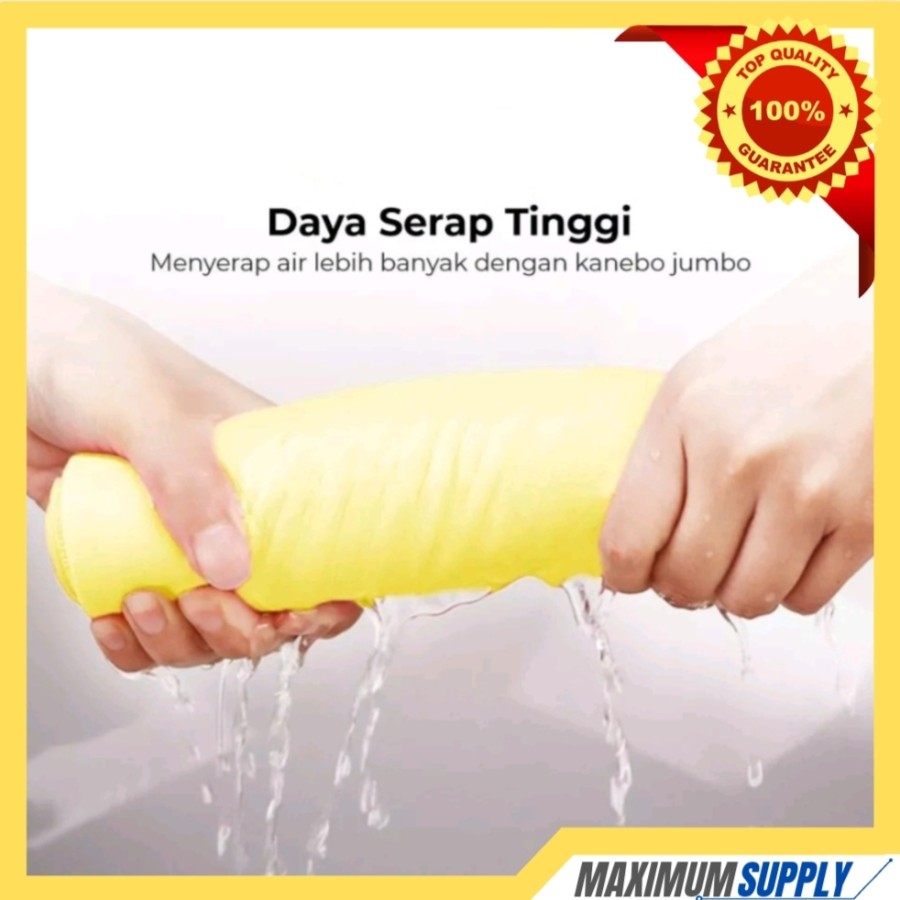 TOP QUALITY
100%
GUARANTEE
Daya Serap Tinggi
Menyerap air lebih banyak dengan kanebo jumbo
MAXIMUM SUPPLY